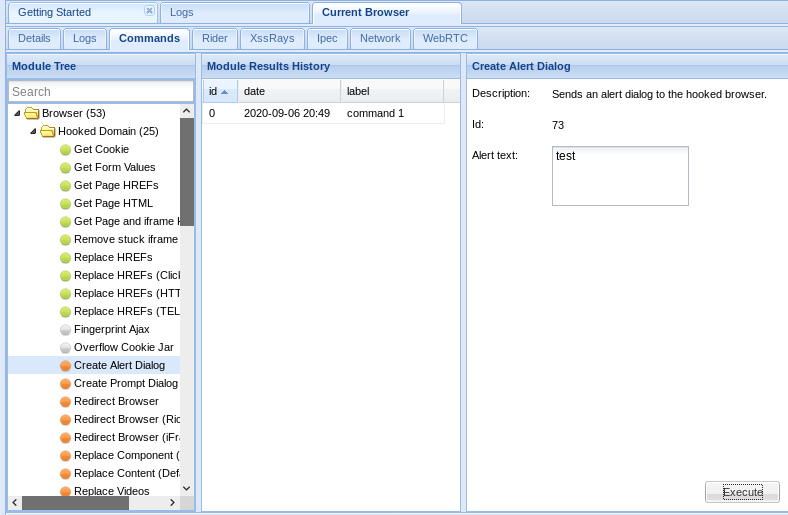 Getting Started
Logs
Current Browser
Details
Logs
Commands
Rider
XssRays
Ipec
Network
WebRTC
Module Tree
Search
Browser (53)
Hooked Domain (25)
Get Cookie
Get Form Values
Get Page HREFs
Get Page HTML
Get Page and iframe
Remove stuck iframe
Replace HREFs
Replace HREFs (Click
Replace HREFs (HTT
Replace HREFs (TEL
Fingerprint Ajax
Overflow Cookie Jar
Create Alert Dialog
Create Prompt Dialog
Redirect Browser
Redirect Browser (Ric
Redirect Browser (iFra
Replace Component (
Replace Content (Defa
Replace Videos
Module Results History
id date label
0 2020-09-06 20:49 command 1
Create Alert Dialog
Description: Sends an alert dialog to the hooked browser.
Id: 73
Alert text: test
Execute